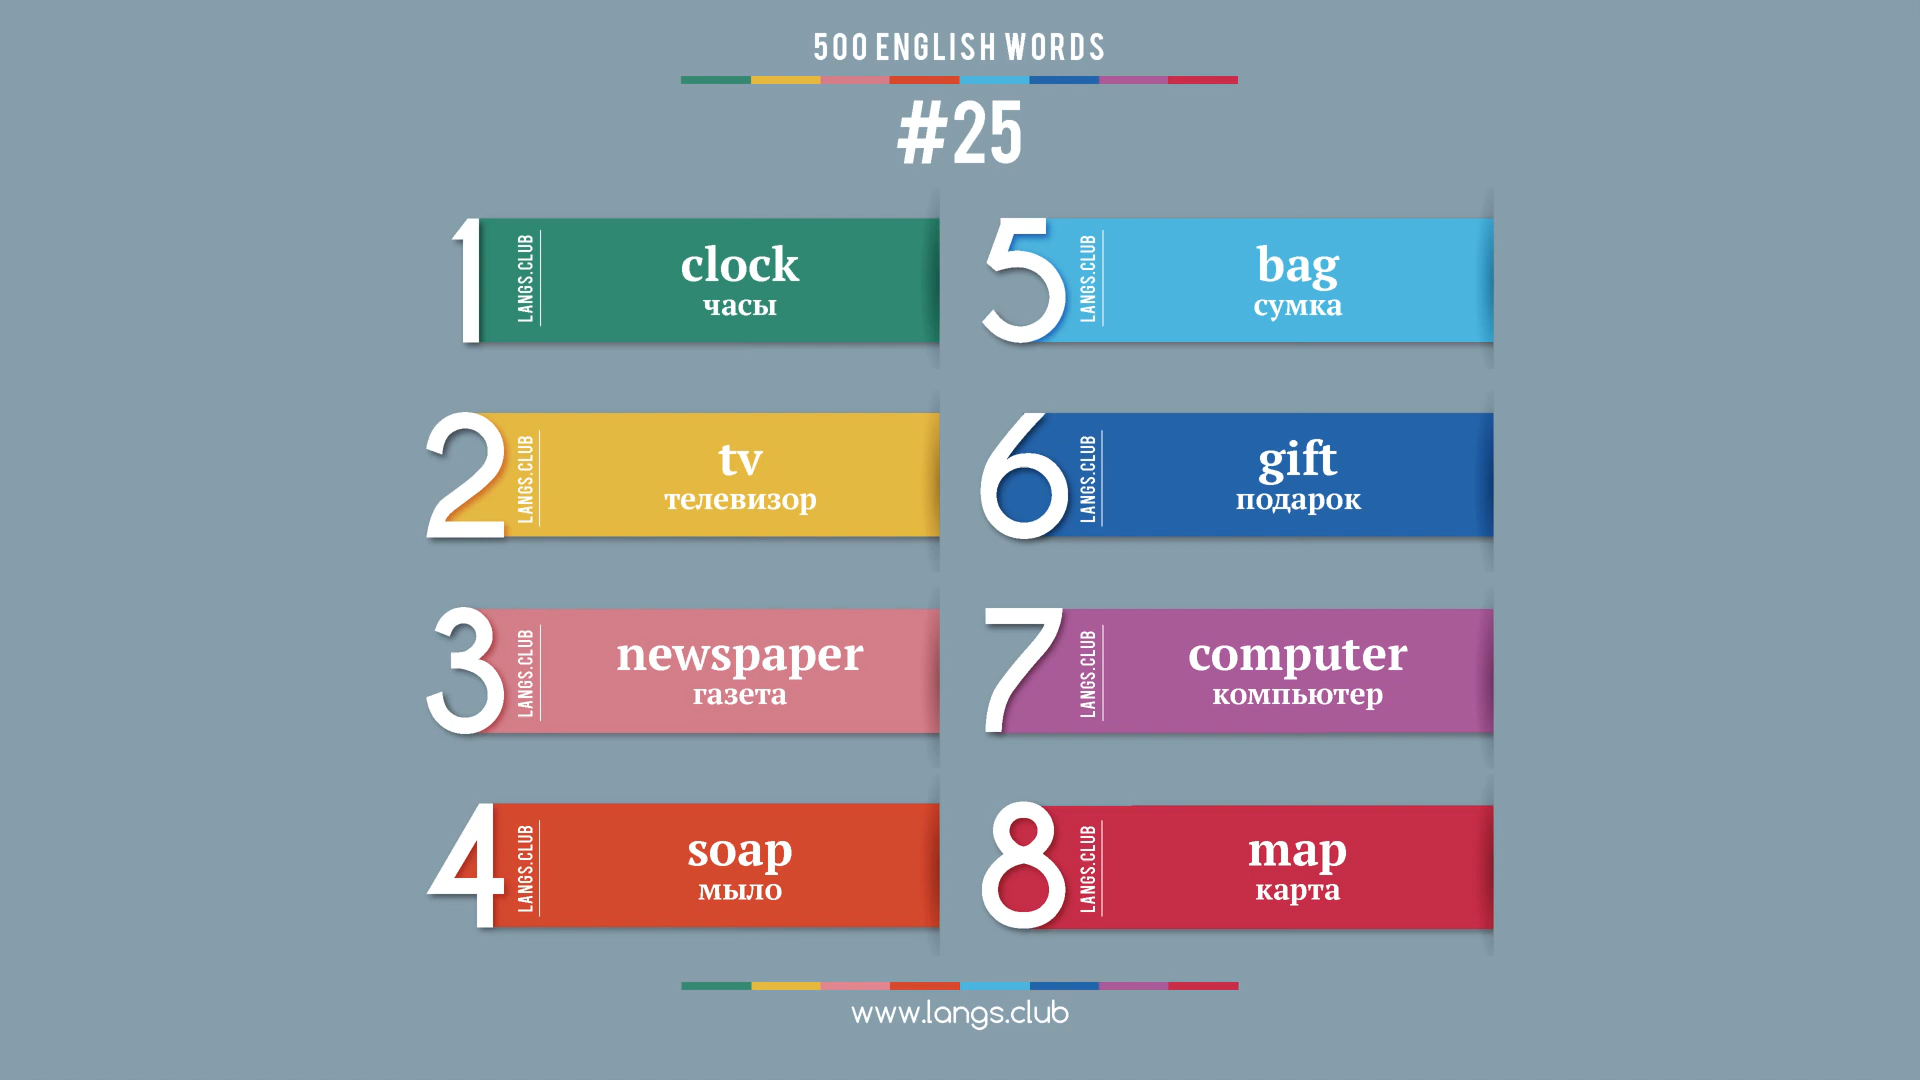 500 ENGLISH WORDS
#25
1
LANGS.CLUB
clock
часы
2
LANGS.CLUB
tv
телевизор
3
LANGS.CLUB
newspaper
газета
4
LANGS.CLUB
soap
мыло
5
LANGS.CLUB
bag
сумка
6
LANGS.CLUB
gift
подарок
7
LANGS.CLUB
computer
компьютер
8
LANGS.CLUB
map
карта
www.langs.club